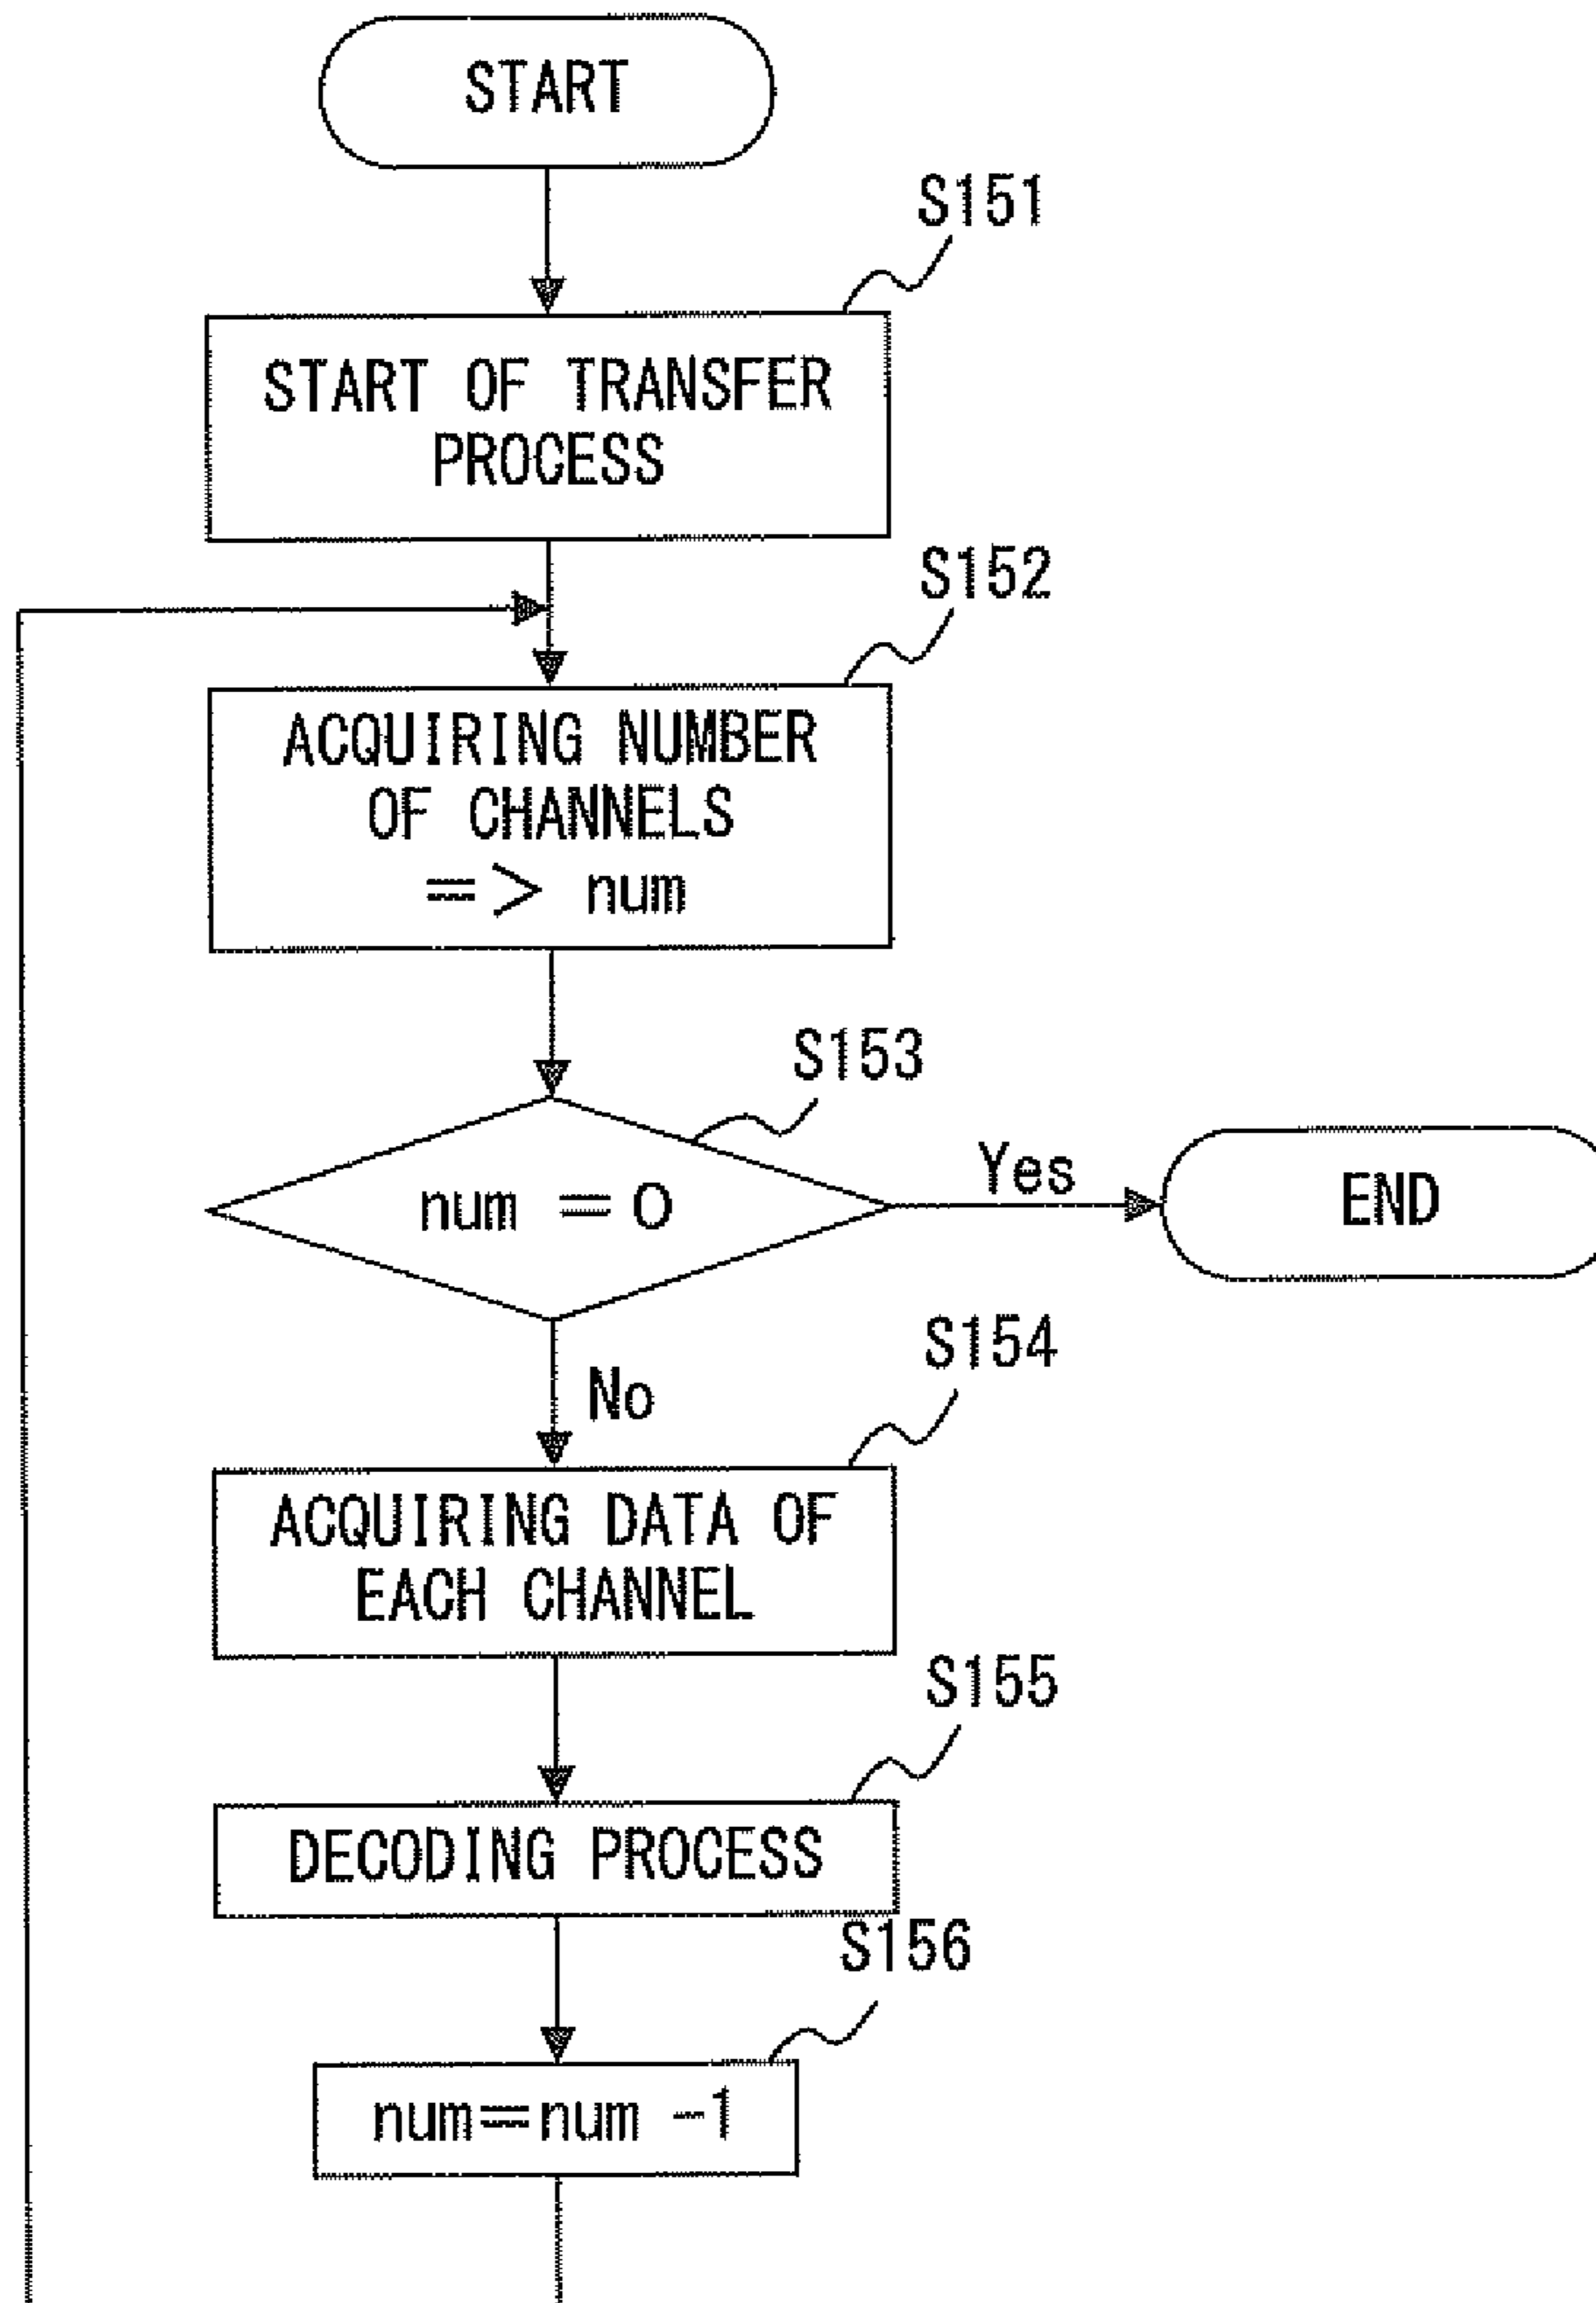 START
S151
START OF TRANSFER
PROCESS
S152
ACQUIRING NUMBER
OF CHANNELS
=> num
S153
num = 0
Yes
END
No
S154
ACQUIRING DATA OF
EACH CHANNEL
S155
DECODING PROCESS
S156
num=num -1